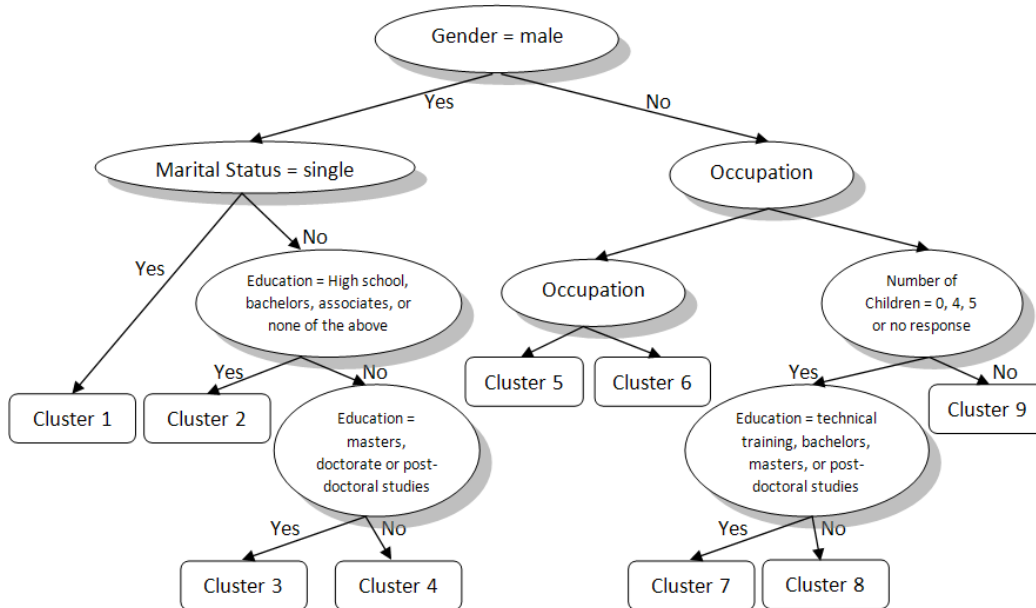 Gender = male
Yes
No
Marital Status = single
Occupation
Yes
No
Education = High school,
bachelors, associates, or
none of the above
Occupation
Number of
Children = 0, 4, 5
or no response
Yes
No
Cluster 5
Cluster 6
Yes
No
Cluster 1
Cluster 2
Education =
masters,
doctorate or post-
doctoral studies
Education = technical
training, bachelors,
masters, or post-
doctoral studies
Cluster 9
Yes
No
Yes
No
Cluster 3
Cluster 4
Cluster 7
Cluster 8